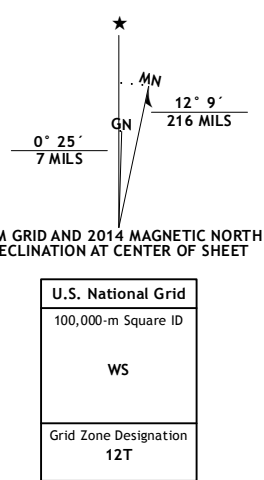 ★
MN
GN
12° 9´
216 MILS
0° 25´
7 MILS
M GRID AND 2014 MAGNETIC NORTH
ECLINATION AT CENTER OF SHEET
U.S. National Grid
100,000-m Square ID
WS
Grid Zone Designation
12T